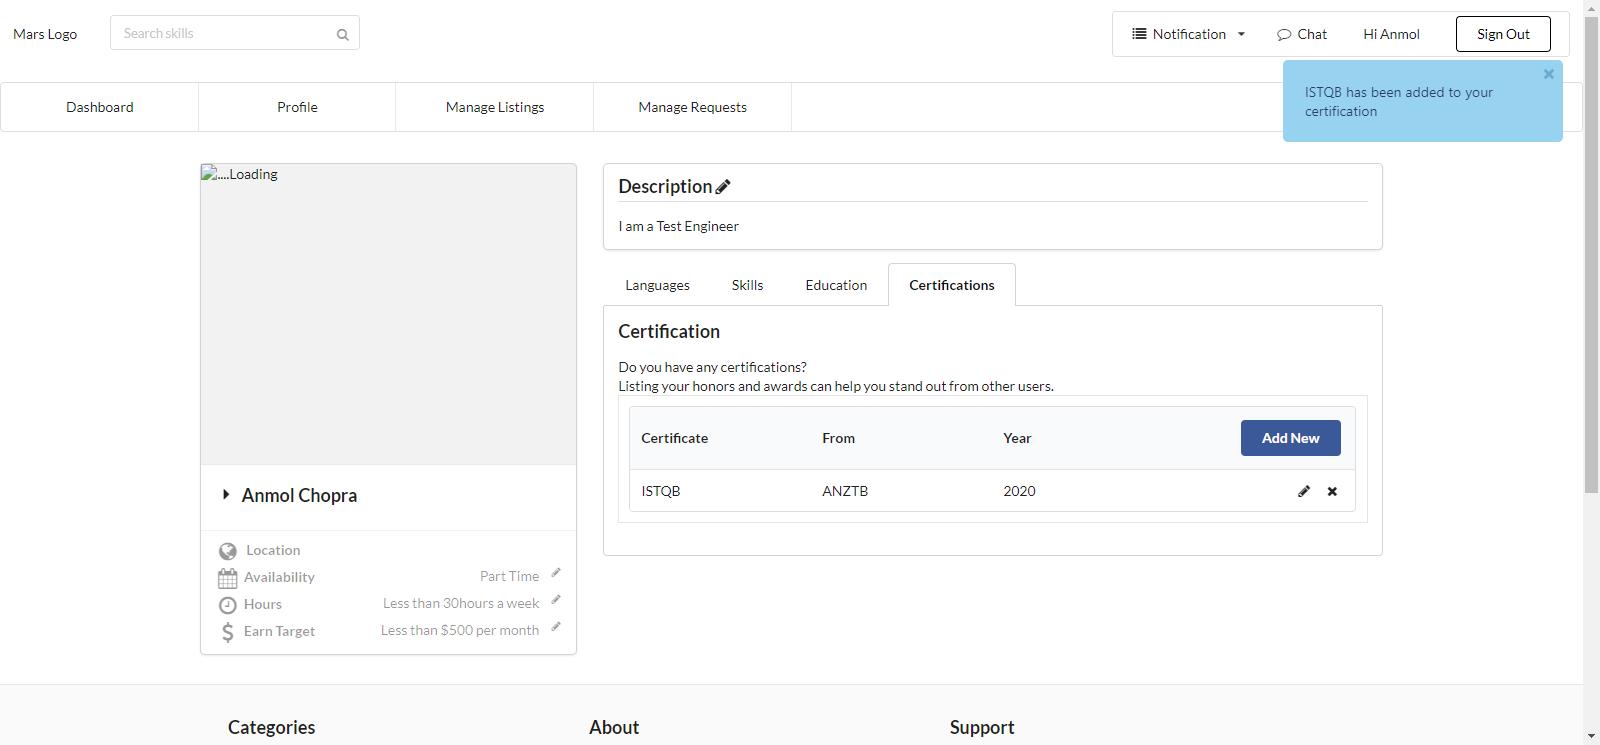 Mars Logo
Search skills
Notification
Chat
Hi Anmol
Sign Out
ISTQB has been added to your
certification
Dashboard
Profile
Manage Listings
Manage Requests
....Loading
Anmol Chopra
Location
Availability
Part Time
Hours
Less than 30hours a week
Earn Target
Less than $500 per month
Description
I am a Test Engineer
Languages
Skills
Education
Certifications
Certification
Do you have any certifications?
Listing your honors and awards can help you stand out from other users.
Certificate
From
Year
Add New
ISTQB
ANZTB
2020
Categories
About
Support